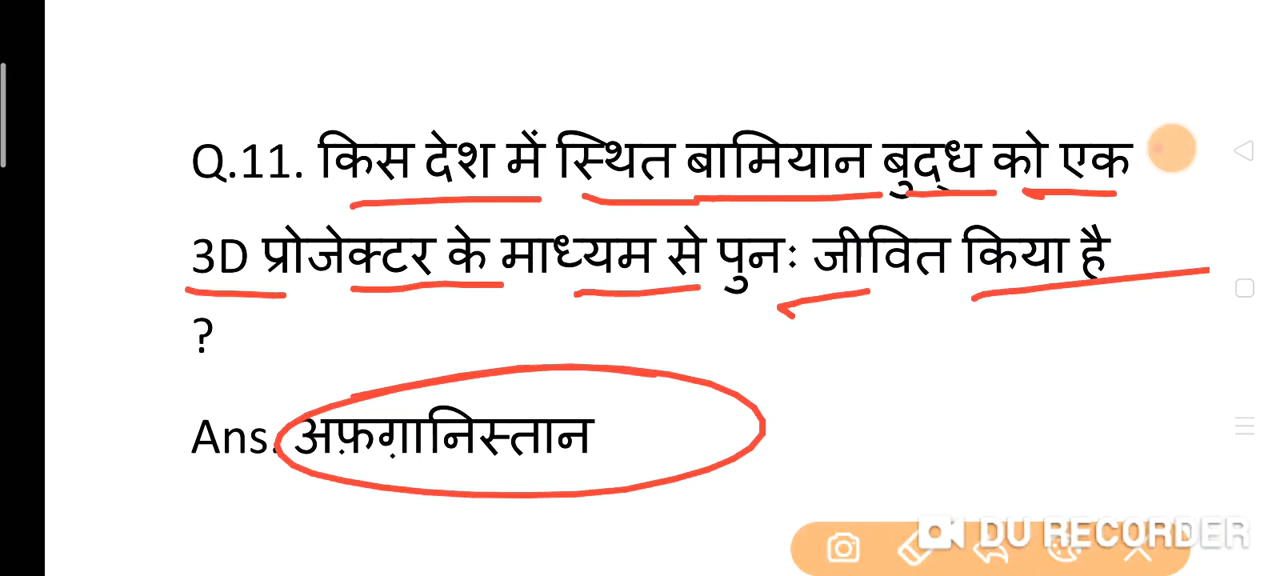 Q.11. किस देश में स्थित बामियान बुद्ध को एक
3D प्रोजेक्टर के माध्यम से पुनः जीवित किया है
?
Ans. अफ़ग़ानिस्तान
DU RECORDER